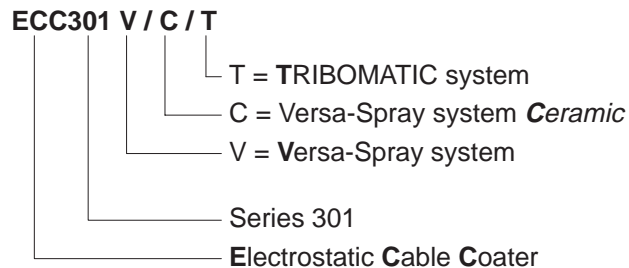 ECC301 V / C / T
T = TRIBOMATIC system
C = Versa-Spray system Ceramic
V = Versa-Spray system
Series 301
Electrostatic Cable Coater